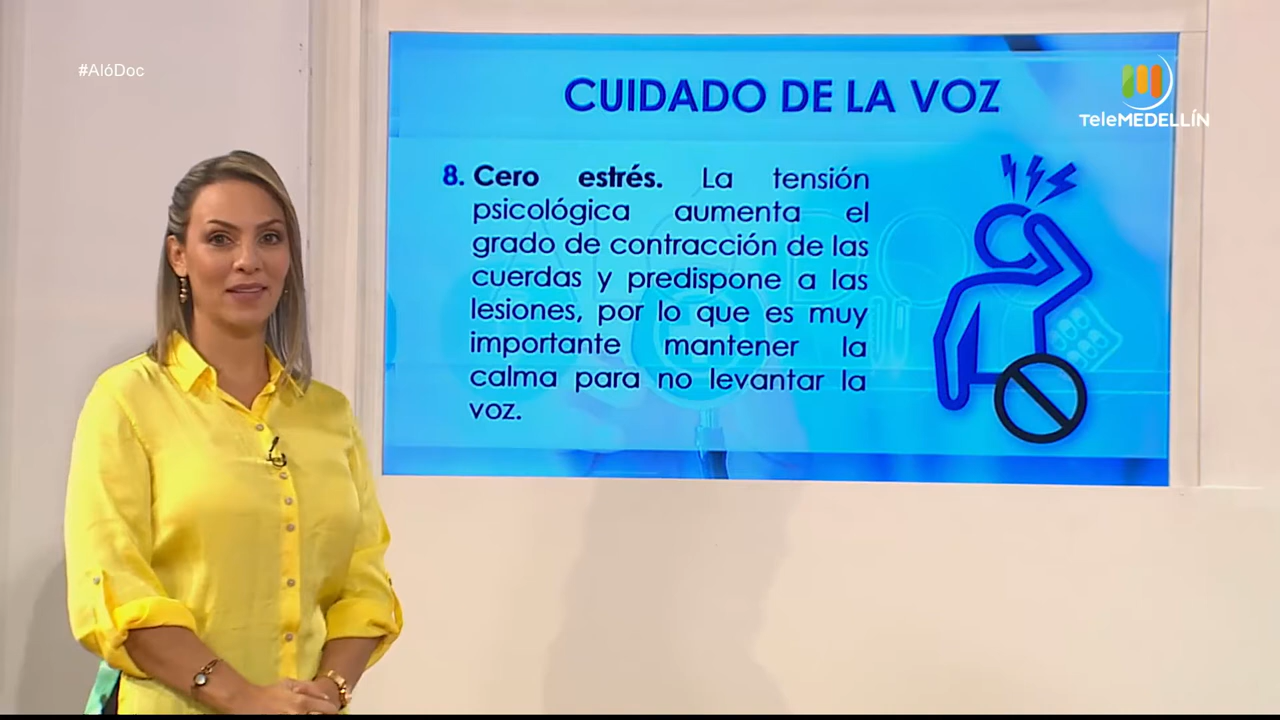 #AlóDoc
TeleMEDELLÍN
CUIDADO DE LA VOZ
8. Cero estrés. La tensión
psicológica aumenta el
grado de contracción de las
cuerdas y predispone a las
lesiones, por lo que es muy
importante mantener la
calma para no levantar la
voz.